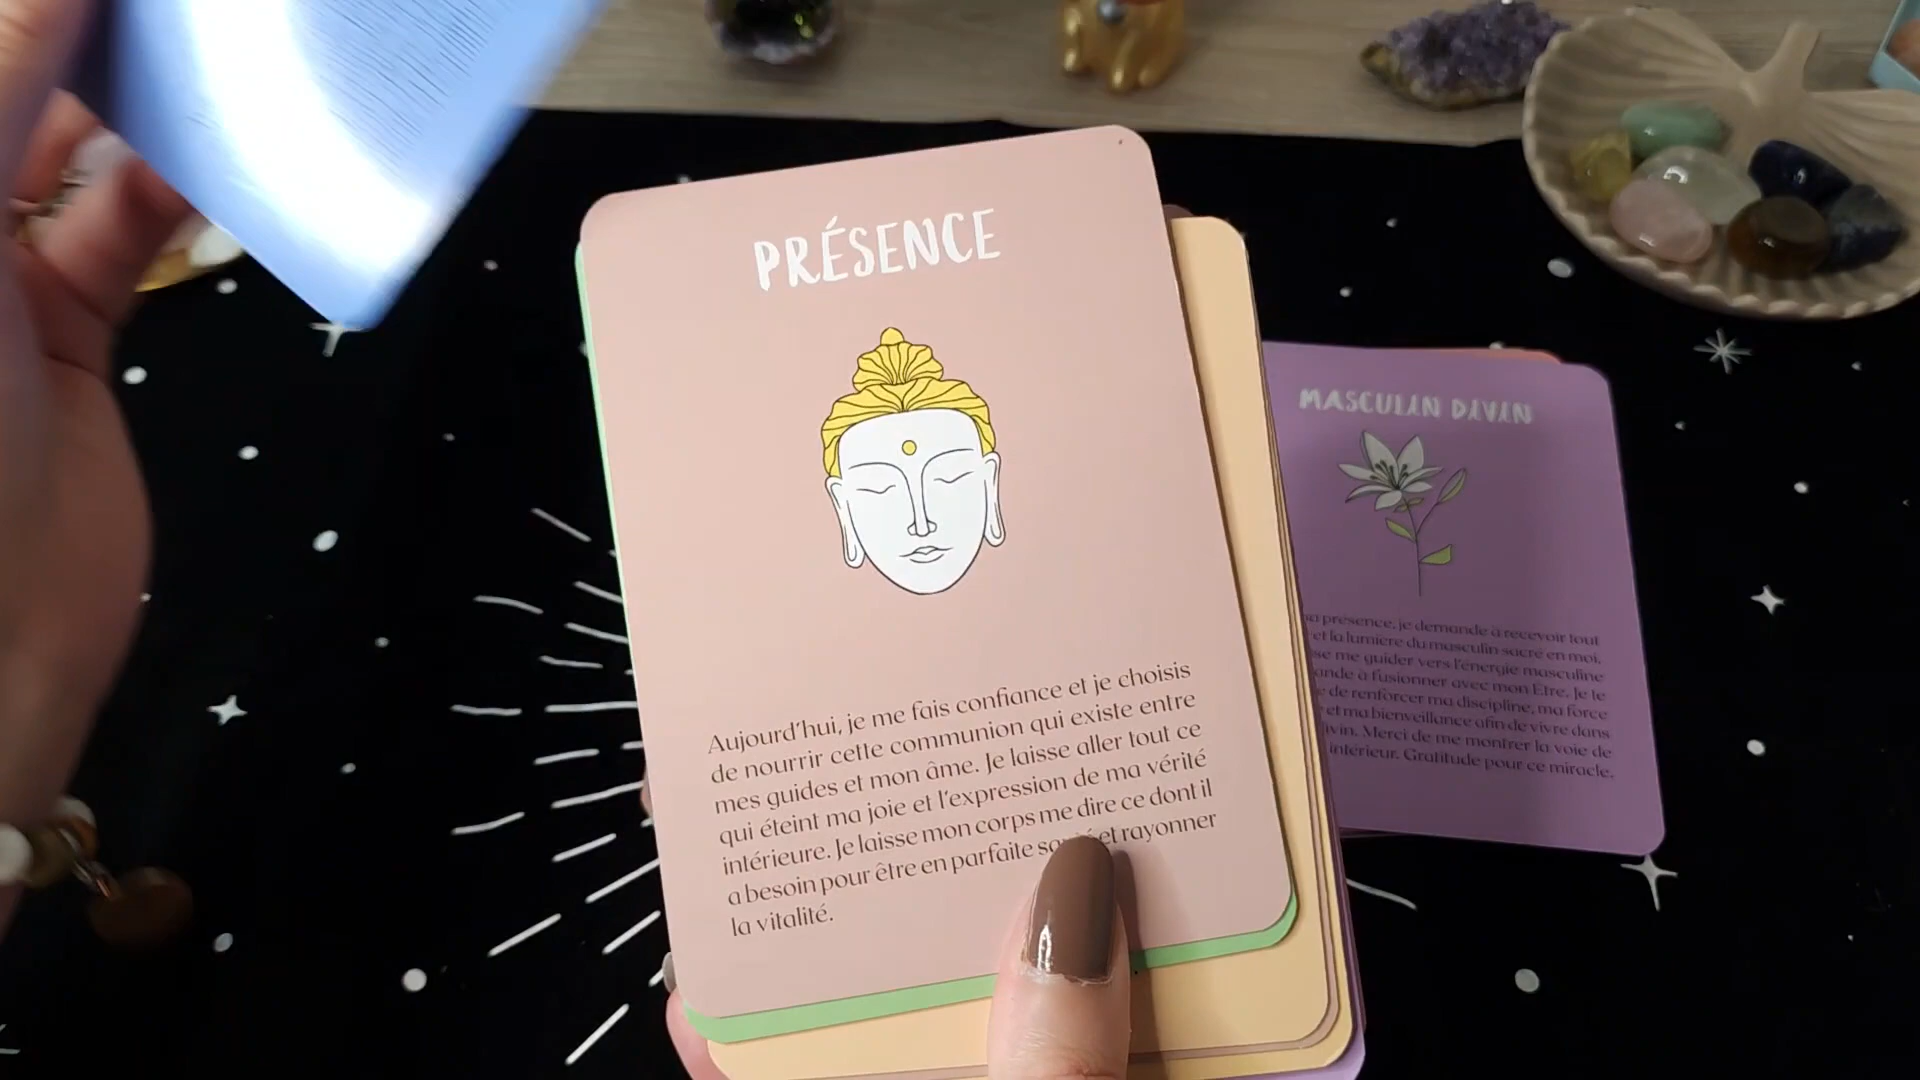 PRÉSENCE
Aujourd'hui, je me fais confiance et je choisis
de nourrir cette communion qui existe entre
mes guides et mon âme. Je laisse aller tout ce
qui éteint ma joie et l'expression de ma vérité
intérieure. Je laisse mon corps me dire ce dont il
a besoin pour être en parfaite et rayonner
la vitalité.
MASCULIN DIVIN
présence, je demande à recevoir tout
et la lumière du masculin sacré en moi,
me guider vers l'énergie masculine
à fusionner avec mon Être. Je te
de renforcer ma discipline, ma force
et ma bienveillance afin de vivre dans
Merci de me montrer la voie de
intérieur. Gratitude pour ce miracle.